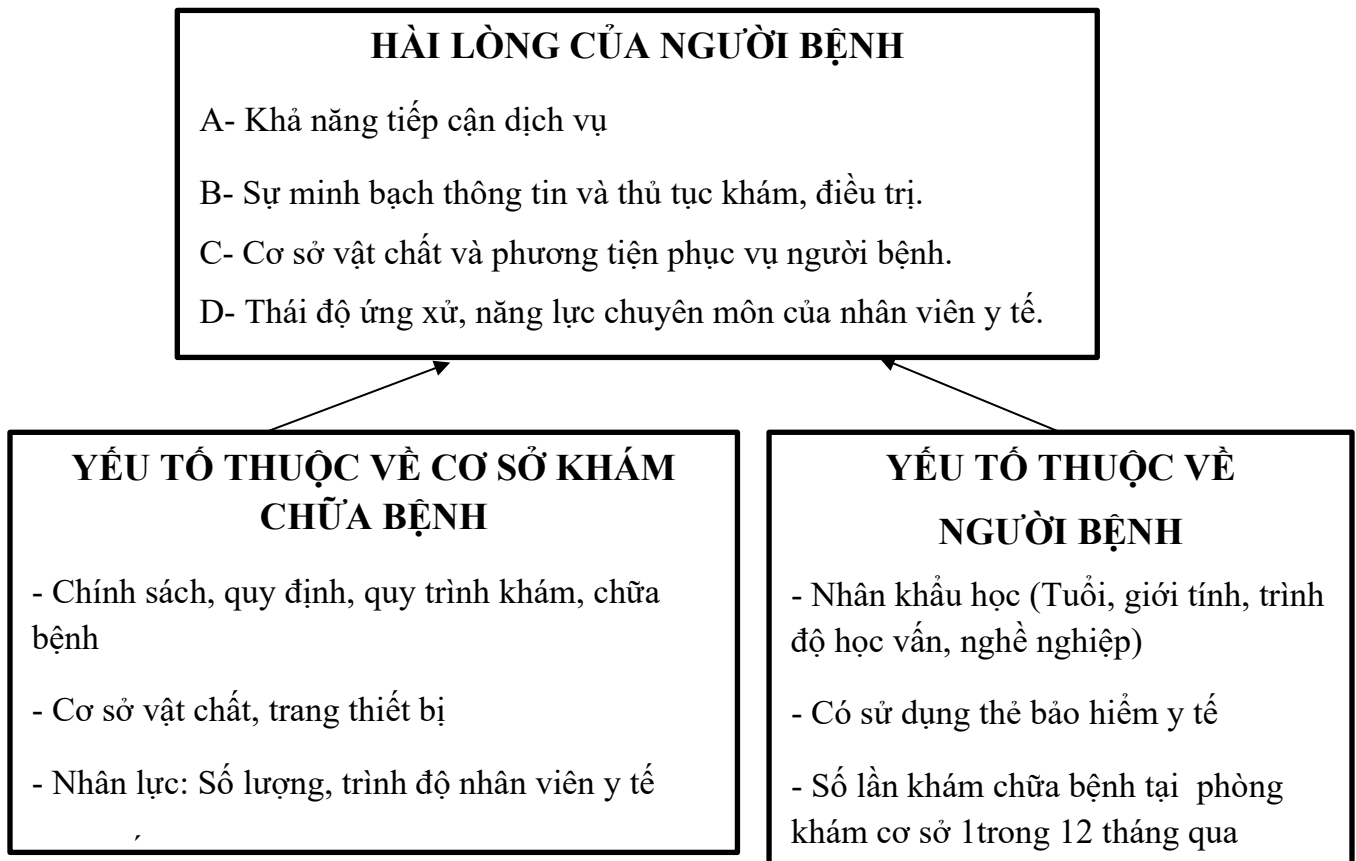 HÀI LÒNG CỦA NGƯỜI BỆNH
A- Khả năng tiếp cận dịch vụ
B- Sự minh bạch thông tin và thủ tục khám, điều trị.
C- Cơ sở vật chất và phương tiện phục vụ người bệnh.
D- Thái độ ứng xử, năng lực chuyên môn của nhân viên y tế.
YẾU TỐ THUỘC VỀ CƠ SỞ KHÁM
CHỮA BỆNH
- Chính sách, quy định, quy trình khám, chữa
bệnh
- Cơ sở vật chất, trang thiết bị
- Nhân lực: Số lượng, trình độ nhân viên y tế
YẾU TỐ THUỘC VỀ
NGƯỜI BỆNH
- Nhân khẩu học (Tuổi, giới tính, trình
độ học vấn, nghề nghiệp)
- Có sử dụng thẻ bảo hiểm y tế
- Số lần khám chữa bệnh tại phòng
khám cơ sở 1trong 12 tháng qua